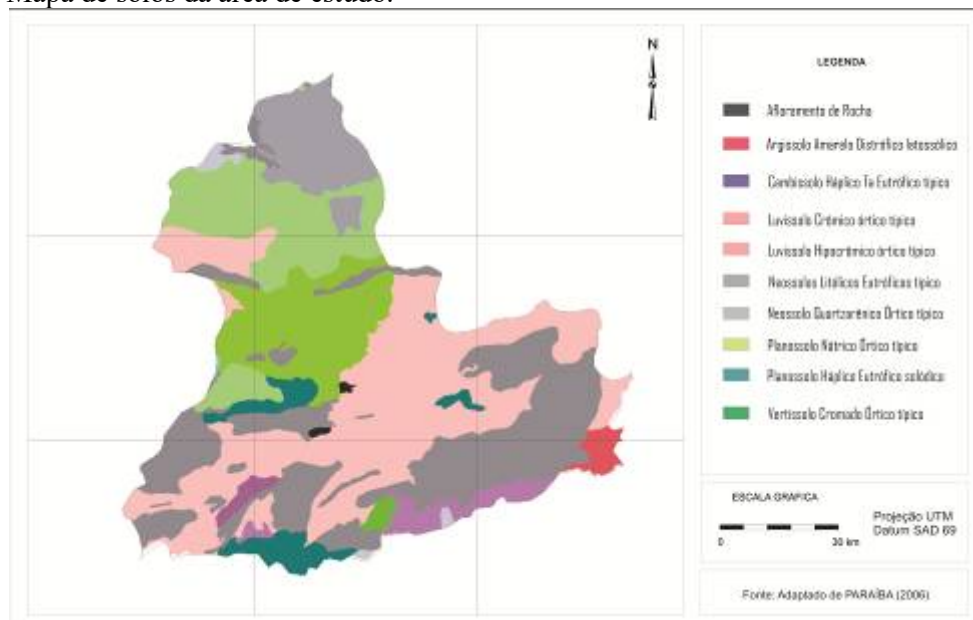 Mapa de solos da área de estudo.
N
LEGENDA
Afloramento de Rocha
Argissolo Amarelo Distrófico latossólico
Cambissolo Háplico Ta Eutrófico típico
Luvissolo Crômico órtico típico
Luvissolo Hipocrômico órtico típico
Neossolos Litólicos Eutróficos típico
Neossolo Quartzarênico Órtico típico
Planossolo Nátrico Órtico típico
Planossolo Háplico Eutrófico solódico
Vertissolo Cromado Órtico típico
ESCALA GRAFICA
0 30 km
Projeção UTM
Datum SAD 69
Fonte: Adaptado de PARAÍBA (2006)